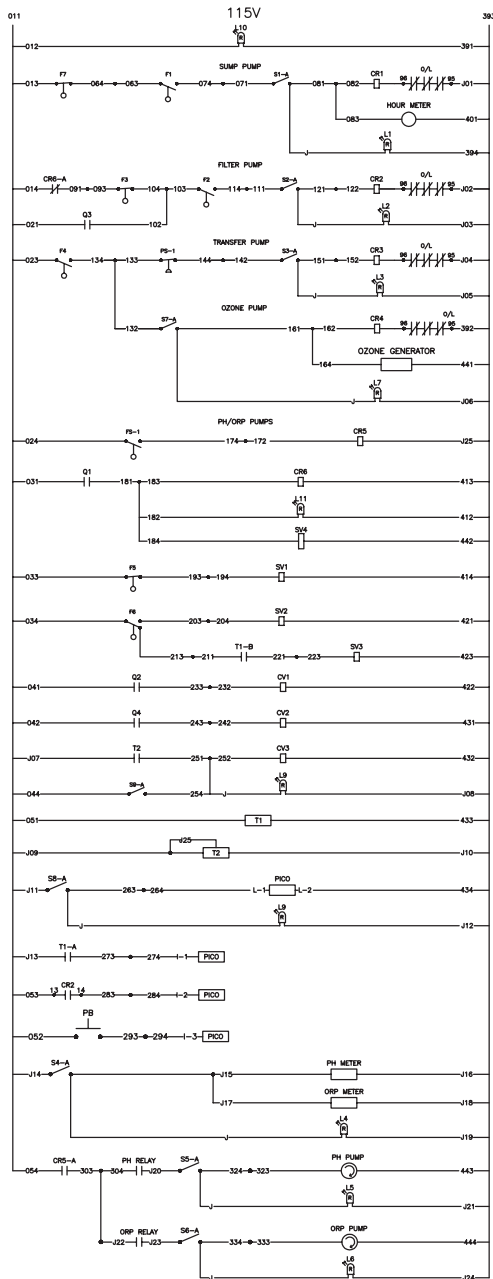 011 115V 393
L10
R
012 391
SUMP PUMP
F7 F1 S1-A CR1 O/L
013 064 063 074 071 081 082 96 95 J01
HOUR METER
083 401
L1
R
J 394
FILTER PUMP
CR6-A F3 F2 S2-A CR2 O/L
014 091 093 104 103 114 111 121 122 96 95 J02
Q3 L2
R
021 102 J J03
TRANSFER PUMP
F4 PS-1 S3-A CR3 O/L
023 134 133 144 142 151 152 96 95 J04
L3
R
J J05
OZONE PUMP
S7-A CR4 O/L
132 161 162 96 95 392
OZONE GENERATOR
164 441
L7
R
J J06
PH/ORP PUMPS
FS-1 CR5
024 174 172 J25
Q1 CR6
031 181 183 413
L11
R
182 412
SV4
184 442
F5 SV1
033 193 194 414
F6 SV2
034 203 204 421
T1-B SV3
213 211 221 223 423
Q2 CV1
041 233 232 422
Q4 CV2
042 243 242 431
T2 CV3
J07 251 252 432
S9-A L9
R
044 254 J J08
051 T1 433
J25
J09 T2 J10
S8-A PICO
J11 263 264 L-1 L-2 434
L9
R
J J12
T1-A
J13 273 274 I-1 PICO
13 CR2 14
053 283 284 I-2 PICO
PB
052 293 294 I-3 PICO
S4-A PH METER
J14 J15 J16
ORP METER
J17 J18
L4
R
J J19
CR5-A PH RELAY S5-A PH PUMP
054 303 304 J20 324 323 443
L5
R
J J21
ORP RELAY S6-A ORP PUMP
J22 J23 334 333 444
L6
R
J J24